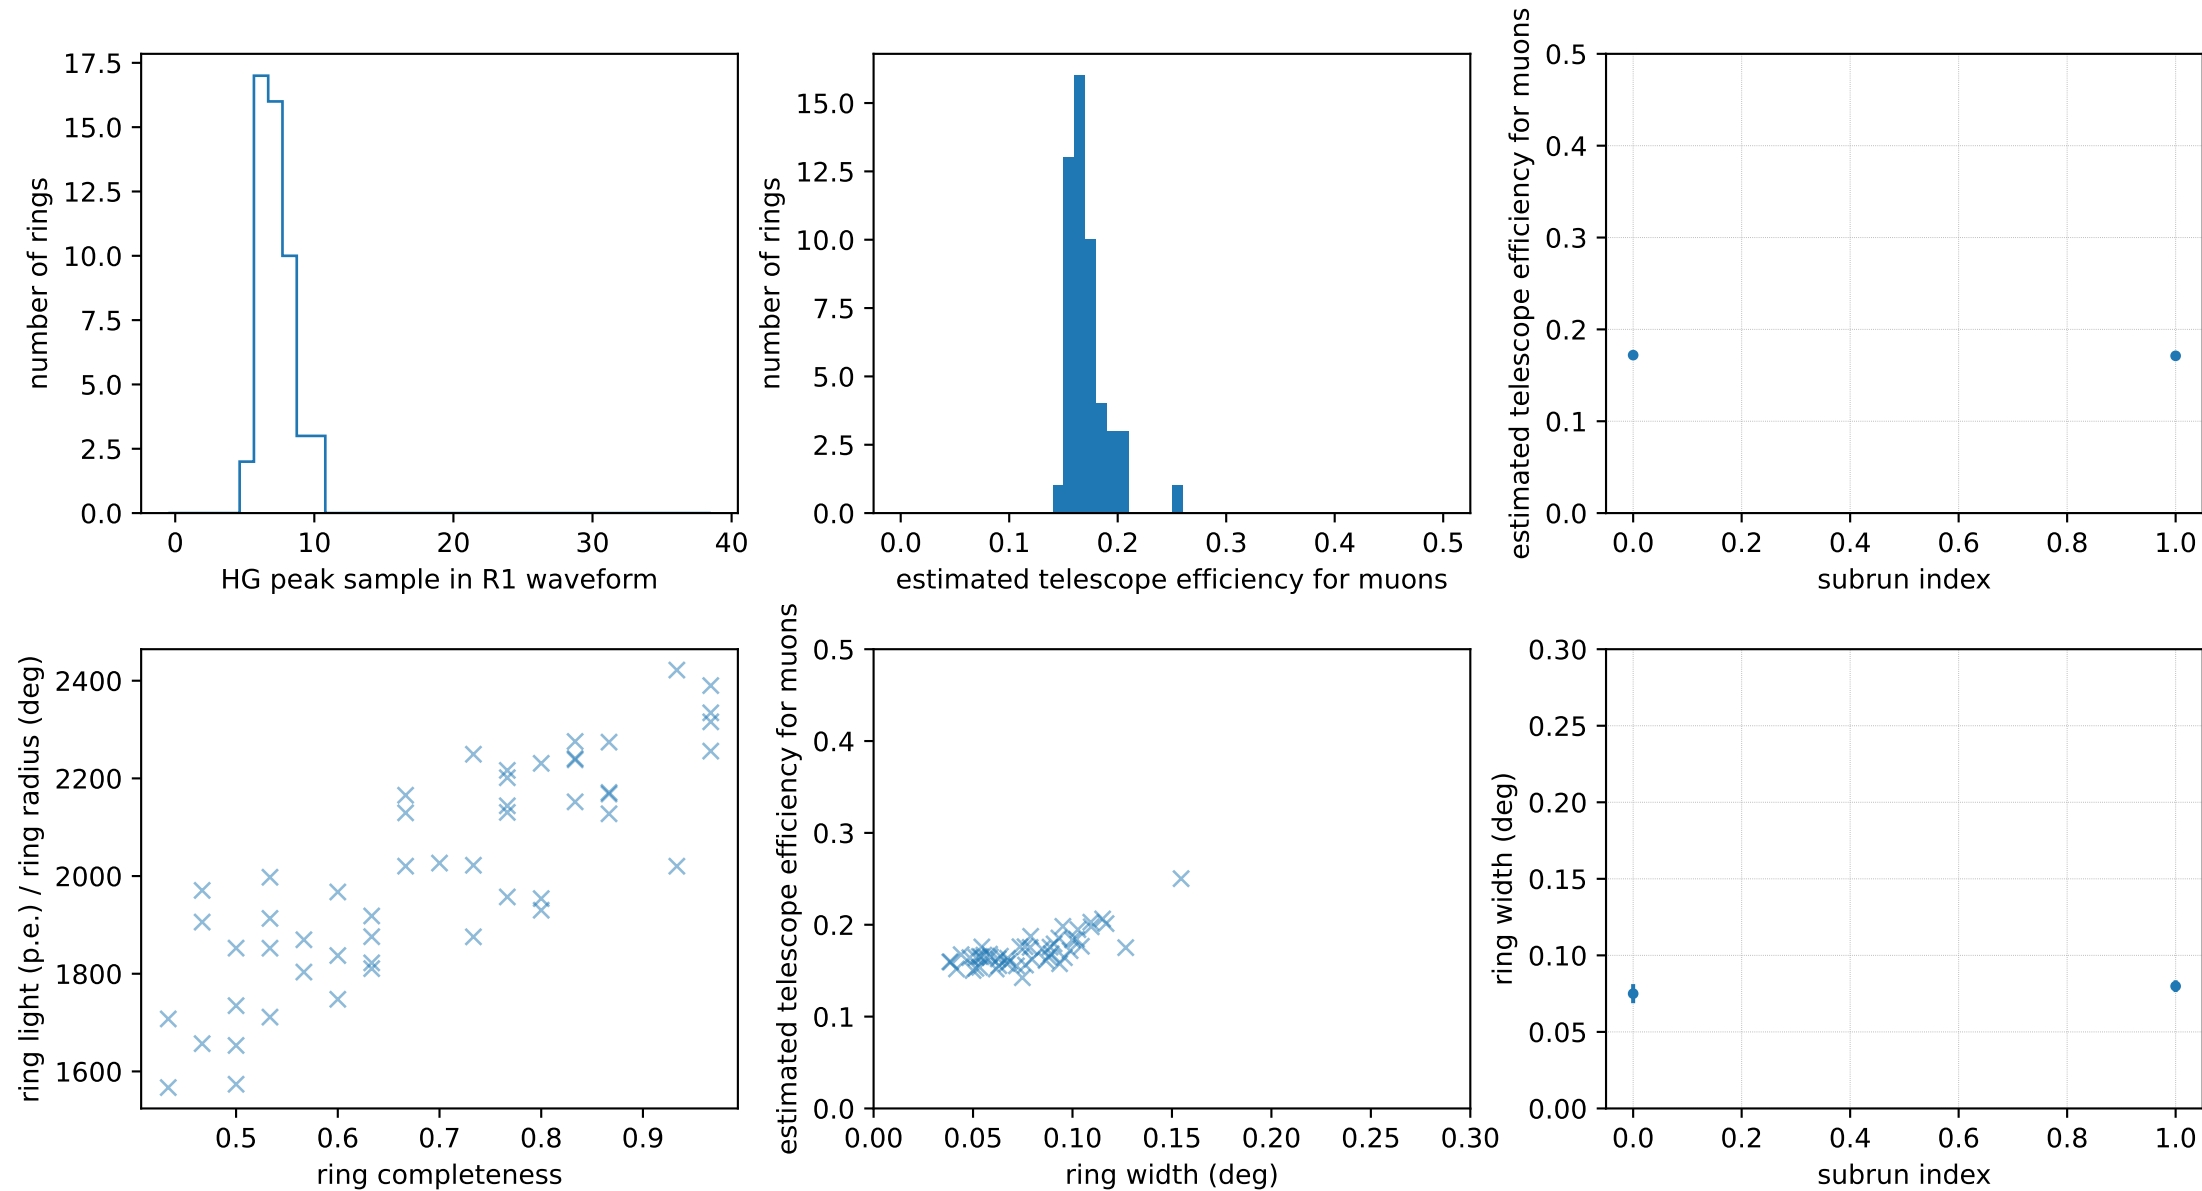 17.5
15.0
12.5
10.0
7.5
5.0
2.5
0.0
number of rings
0 10 20 30 40
HG peak sample in R1 waveform
15.0
12.5
10.0
7.5
5.0
2.5
0.0
number of rings
0.0 0.1 0.2 0.3 0.4 0.5
estimated telescope efficiency for muons
0.5
0.4
0.3
0.2
0.1
0.0
estimated telescope efficiency for muons
0.0 0.2 0.4 0.6 0.8 1.0
subrun index
2400
2200
2000
1800
1600
ring light (p.e.) / ring radius (deg)
0.5 0.6 0.7 0.8 0.9
ring completeness
0.5
0.4
0.3
0.2
0.1
0.0
estimated telescope efficiency for muons
0.00 0.05 0.10 0.15 0.20 0.25 0.30
ring width (deg)
0.30
0.25
0.20
0.15
0.10
0.05
0.00
ring width (deg)
0.0 0.2 0.4 0.6 0.8 1.0
subrun index